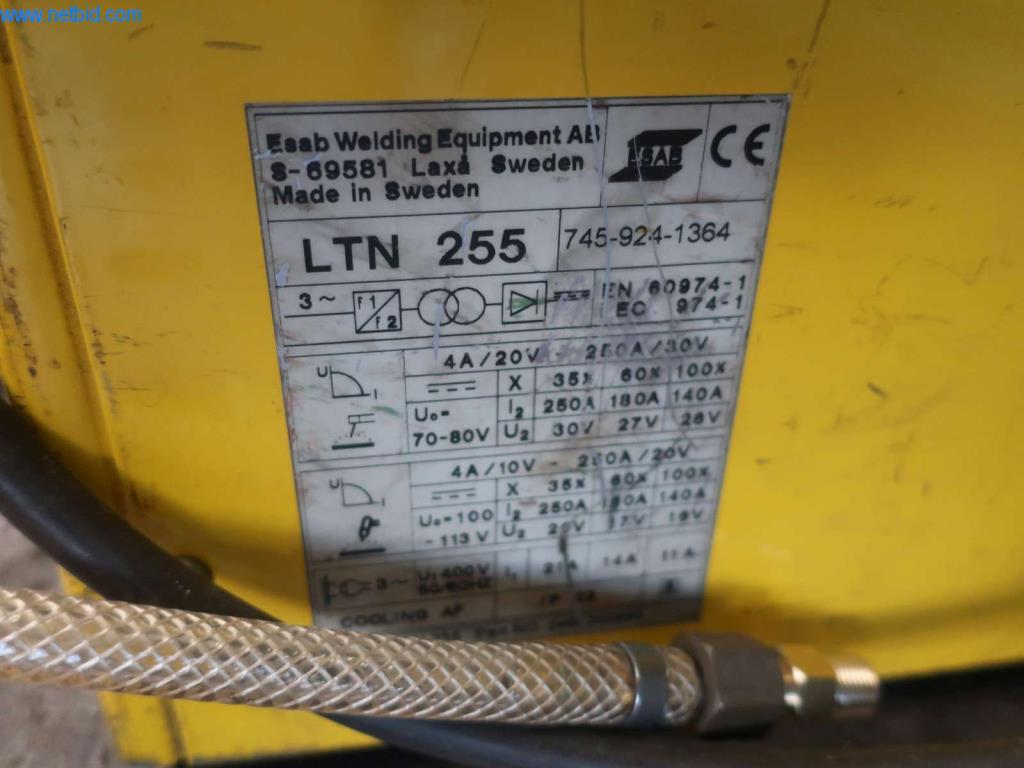 www.netbid.com
Esab Welding Equipment AB
S-69581 Laxå Sweden
Made in Sweden
ESAB
CE
LTN 255
745-924-1364
3~
f1
f2
EN 60974-1
IEC 974-1
4A/20V - 250A/30V
X 35% 60% 100%
U₀=
70-80V
I₂ 250A 180A 140A
U₂ 30V 27V 26V
U
I
4A/10V - 250A/20V
X 35% 60% 100%
U₀=100
-113V
I₂ 250A 180A 140A
U₂ 20V 17V 16V
U
3~ U₁ 400V
50/60HZ
I₁ 21A 14A 11A
COOLING AF
IP 23